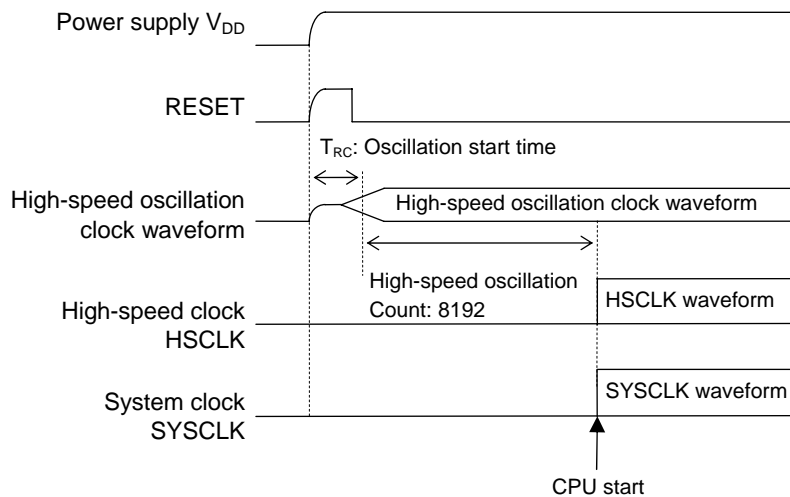 Power supply VDD
RESET
TRC: Oscillation start time
High-speed oscillation
clock waveform
High-speed oscillation clock waveform
High-speed oscillation
Count: 8192
High-speed clock
HSCLK
HSCLK waveform
System clock
SYSCLK
SYSCLK waveform
CPU start